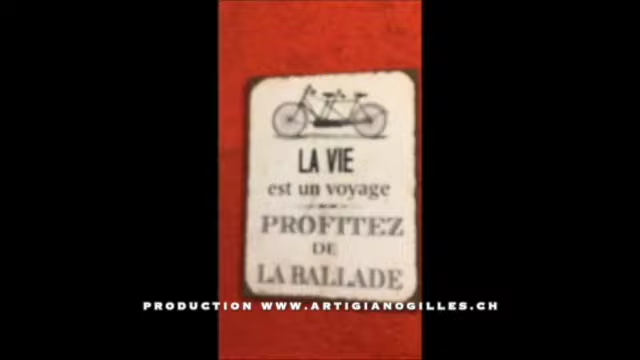 LA VIE
est un voyage
PROFITEZ
DE
LA BALLADE
PRODUCTION WWW.ARTIGIANOGILLES.CH